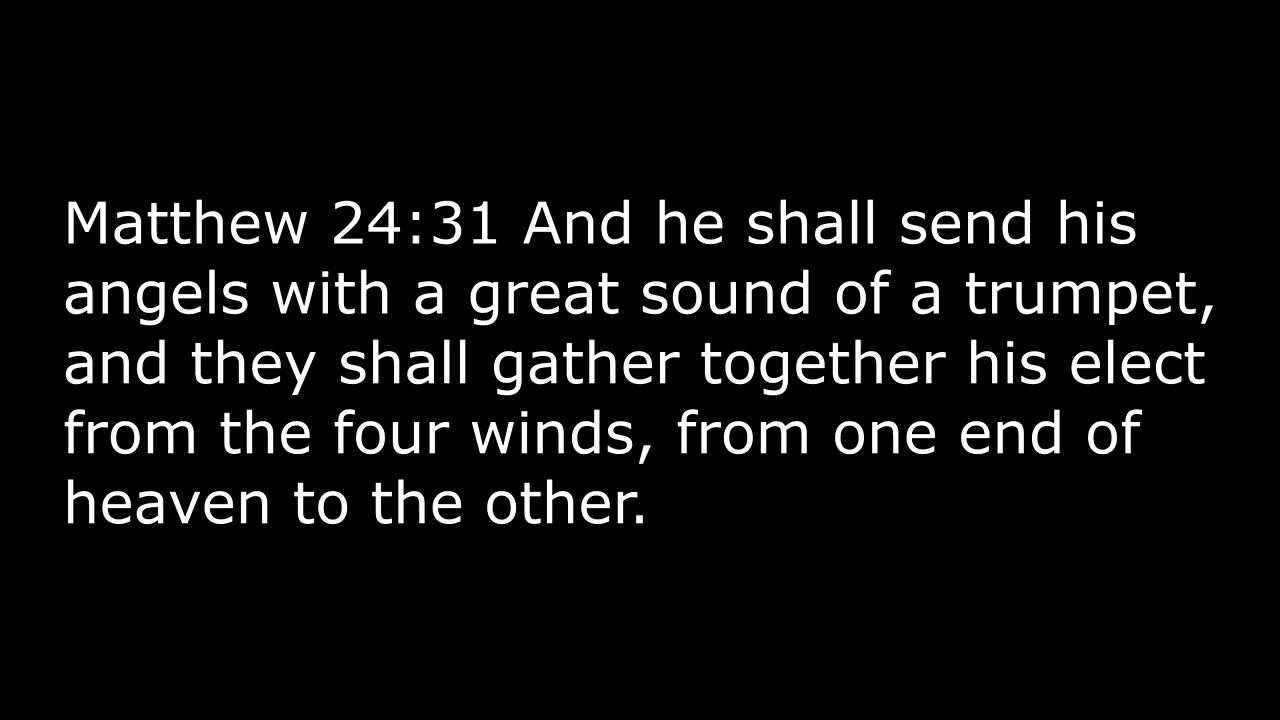 Matthew 24:31 And he shall send his
angels with a great sound of a trumpet,
and they shall gather together his elect
from the four winds, from one end of
heaven to the other.